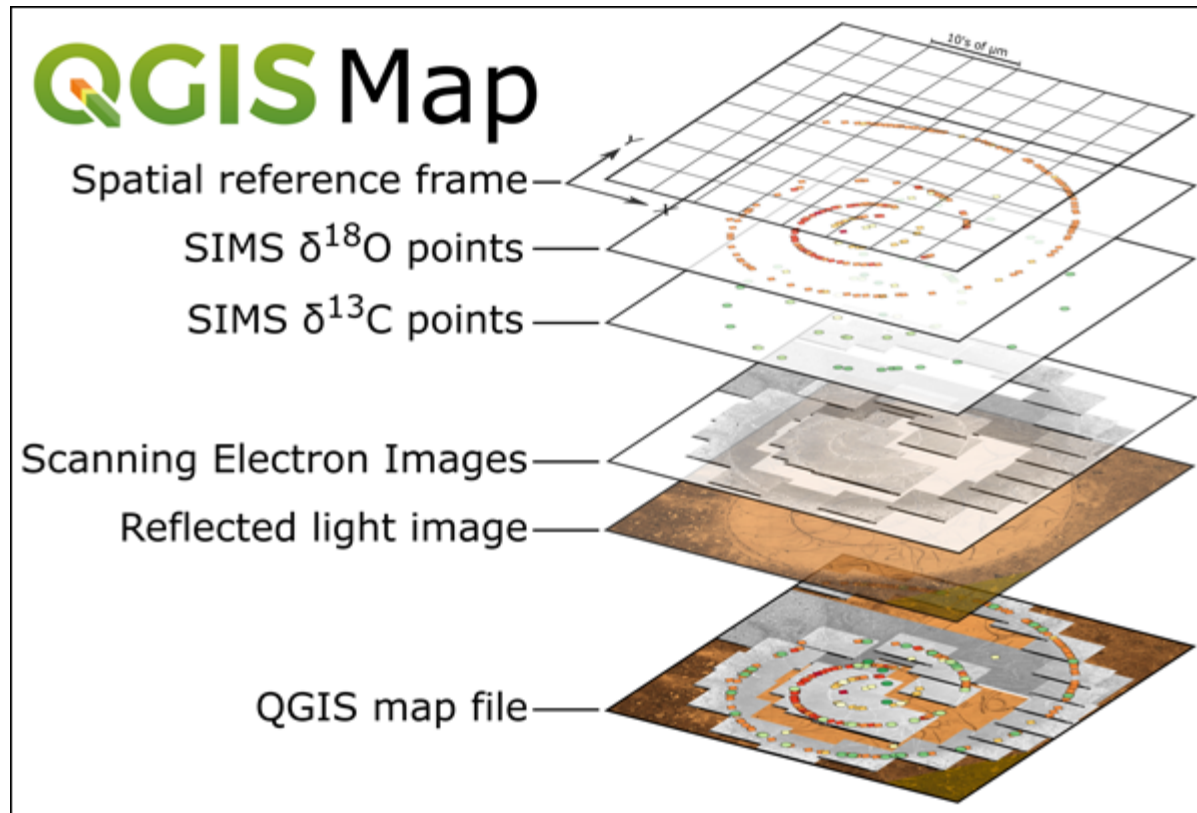 QGIS Map
10's of µm
Y
Spatial reference frame
X
SIMS δ¹⁸O points
SIMS δ¹³C points
Scanning Electron Images
Reflected light image
QGIS map file